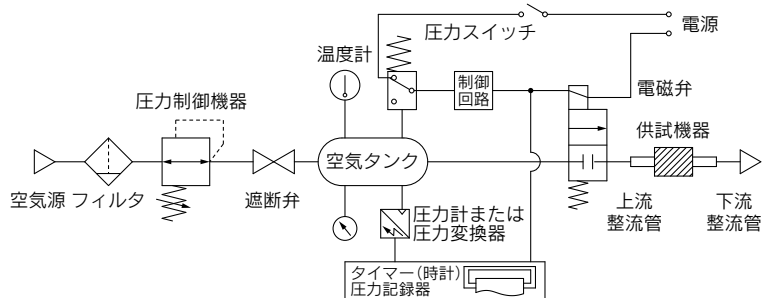 圧力スイッチ
電源
温度計
制御
回路
電磁弁
圧力制御機器
供試機器
空気タンク
空気源
フィルタ
遮断弁
上流
整流管
下流
整流管
圧力計または
圧力変換器
タイマー(時計)
圧力記録器